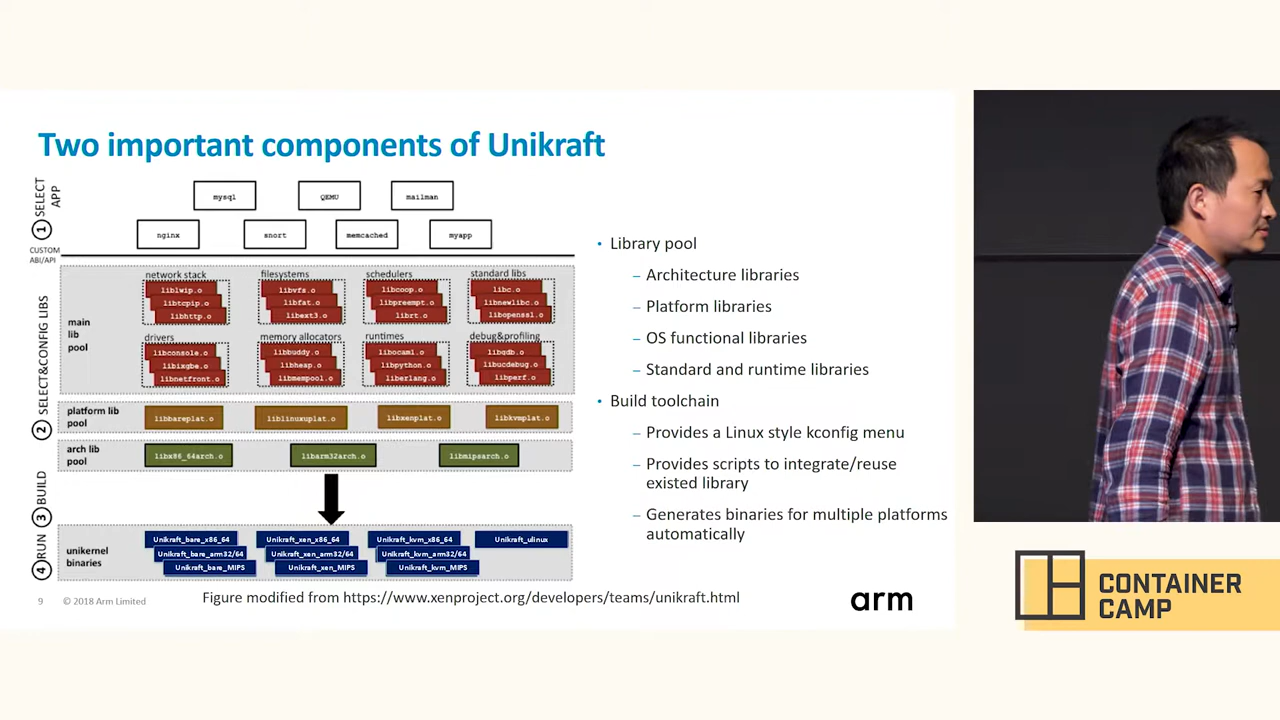 Two important components of Unikraft
1 SELECT APP
mysql
QEMU
mailman
nginx
snort
memcached
myapp
CUSTOM
ABI/API
2 SELECT&CONFIG LIBS
main
lib
pool
network stack
liblwip.o
libtcpip.o
libhttp.o
filesystems
libvfs.o
libfat.o
libext3.o
schedulers
libcoop.o
libpreempt.o
librt.o
standard libs
libc.o
libnewlibc.o
libopenssl.o
drivers
libconsole.o
libixgbe.o
libnetfront.o
memory allocators
libbuddy.o
libheap.o
libmempool.o
runtimes
libocaml.o
libpython.o
liberlang.o
debug&profiling
libgdb.o
libucdebug.o
libperf.o
platform lib
pool
libbareplat.o
liblinuxuplat.o
libxenplat.o
libkvmplat.o
arch lib
pool
libx86_64arch.o
libarm32arch.o
libmipsarch.o
3 BUILD
4 RUN
unikernel
binaries
Unikraft_bare_x86_64
Unikraft_bare_arm32/64
Unikraft_bare_MIPS
Unikraft_xen_x86_64
Unikraft_xen_arm32/64
Unikraft_xen_MIPS
Unikraft_kvm_x86_64
Unikraft_kvm_arm32/64
Unikraft_kvm_MIPS
Unikraft_ulinux
• Library pool
– Architecture libraries
– Platform libraries
– OS functional libraries
– Standard and runtime libraries
• Build toolchain
– Provides a Linux style kconfig menu
– Provides scripts to integrate/reuse
existed library
– Generates binaries for multiple platforms
automatically
9 © 2018 Arm Limited
Figure modified from https://www.xenproject.org/developers/teams/unikraft.html
arm
CONTAINER
CAMP